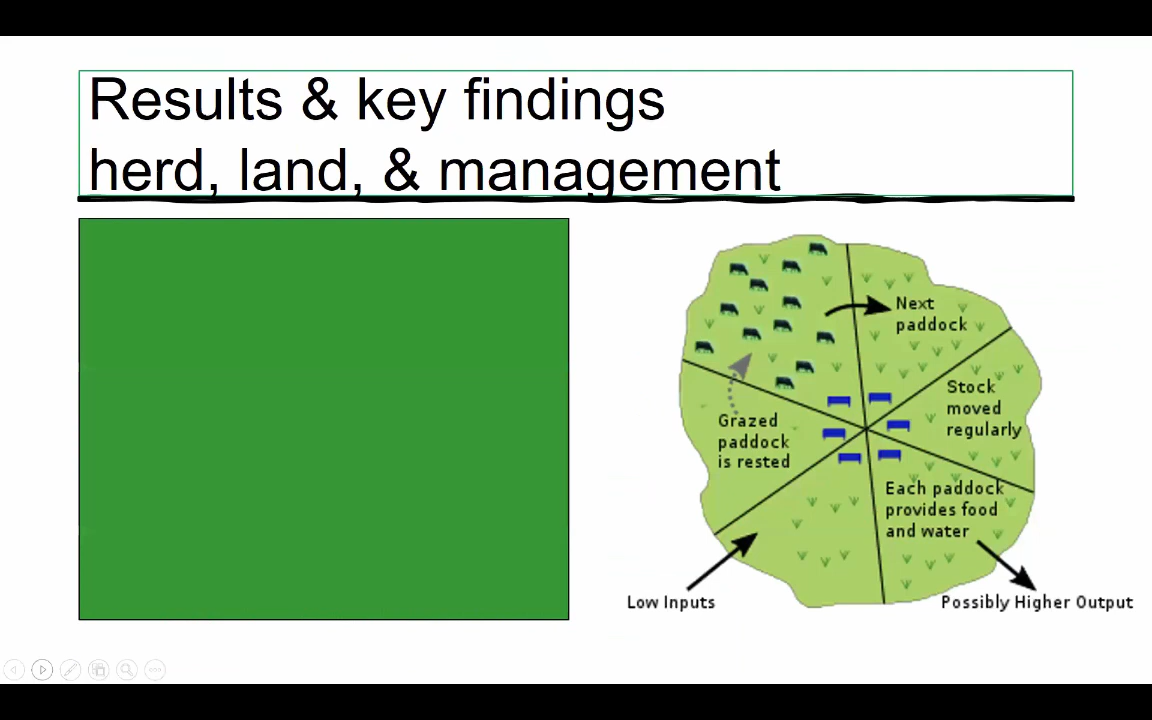 Results & key findings
herd, land, & management
Next
paddock
Stock
moved
regularly
Grazed
paddock
is rested
Each paddock
provides food
and water
Low Inputs
Possibly Higher Output